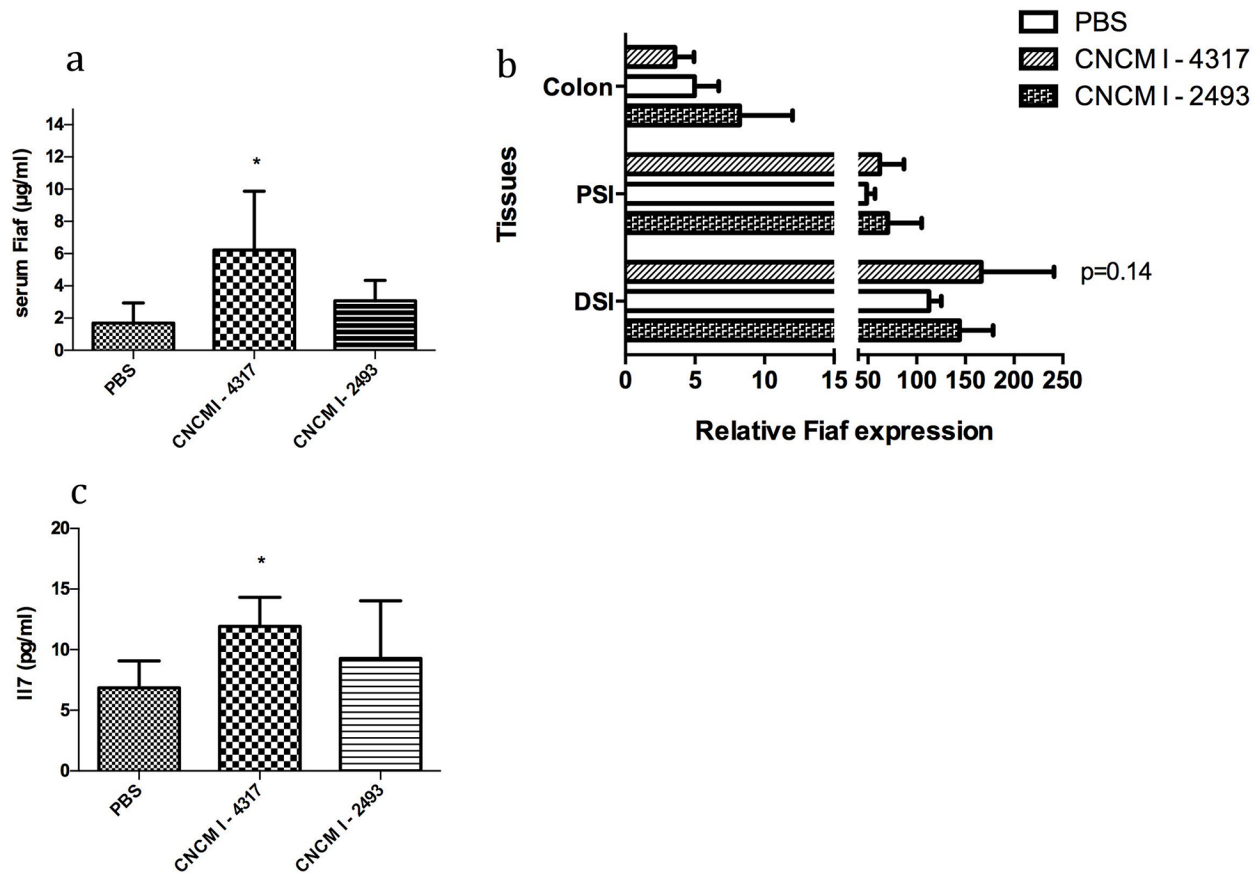 a
serum Fiaf (µg/ml)
14
12
10
8
6
4
2
0
*
PBS
CNCMI - 4317
CNCM I- 2493
b
PBS
CNCM I - 4317
CNCM I - 2493
Tissues
Colon
PSI
DSI
p=0.14
0 5 10 15 50 100 150 200 250
Relative Fiaf expression
c
Il7 (pg/ml)
20
15
10
5
0
*
PBS
CNCM I - 4317
CNCM I - 2493